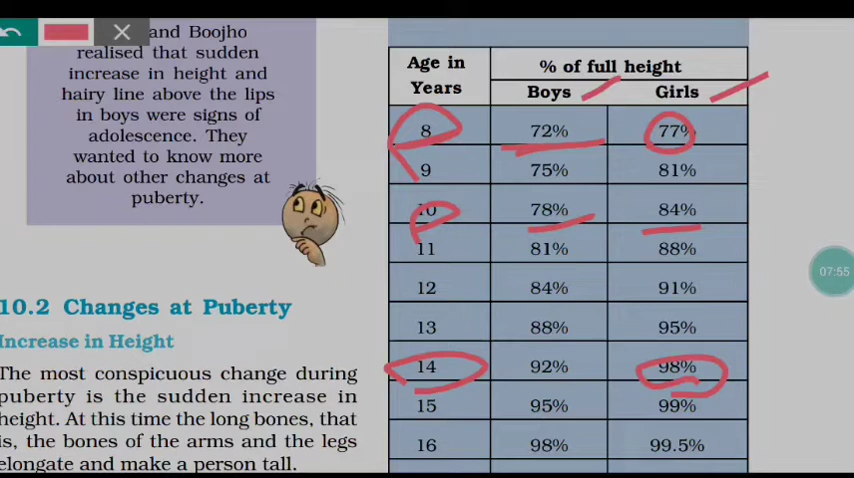 and Boojho
realised that sudden
increase in height and
hairy line above the lips
in boys were signs of
adolescence. They
wanted to know more
about other changes at
puberty.
10.2 Changes at Puberty
Increase in Height
The most conspicuous change during
puberty is the sudden increase in
height. At this time the long bones, that
is, the bones of the arms and the legs
elongate and make a person tall.
Age in Years % of full height
Boys Girls
8 72% 77%
9 75% 81%
10 78% 84%
11 81% 88%
12 84% 91%
13 88% 95%
14 92% 98%
15 95% 99%
16 98% 99.5%
07:55